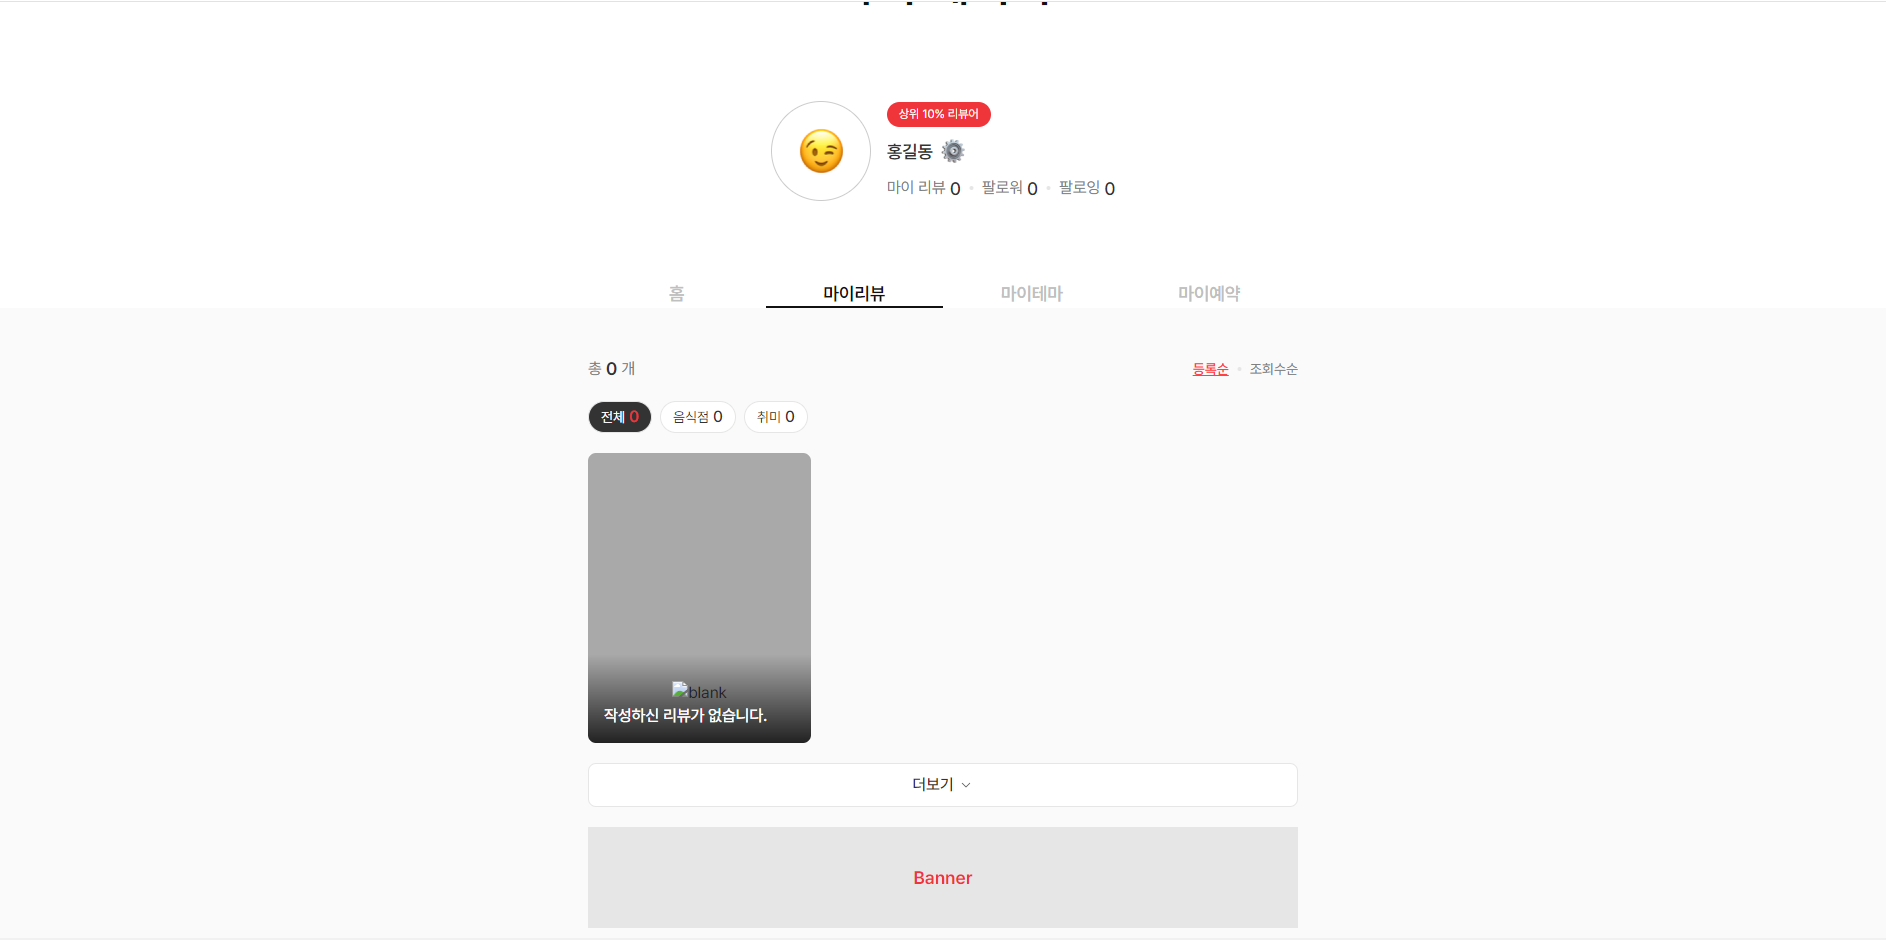 상위 10% 리뷰어
홍길동
마이 리뷰 0 • 팔로워 0 • 팔로잉 0
홈 마이리뷰 마이테마 마이예약
총 0 개 등록순 • 조회수순
전체 0 음식점 0 취미 0
blank
작성하신 리뷰가 없습니다.
더보기
Banner